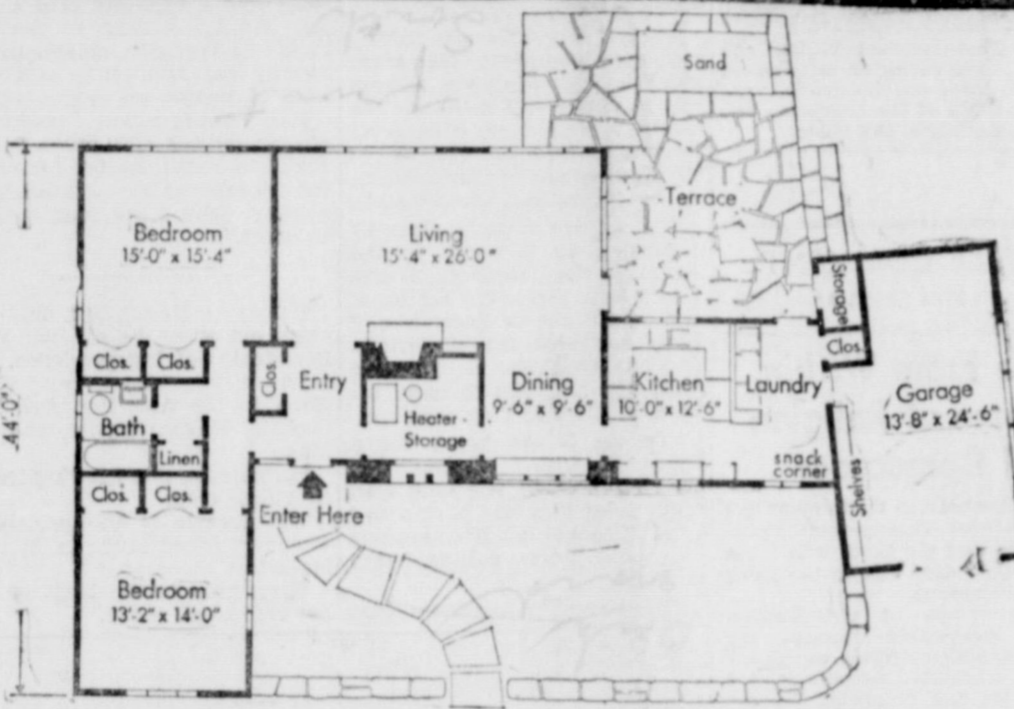 Sand
Terrace
Bedroom
15'-0" x 15'-4"
Living
15'-4" x 26'-0"
Storage
Clos.
Clos.
Clos.
Clos.
Entry
Heater-
Storage
Dining
9'-6" x 9'-6"
Kitchen
10'-0" x 12'-6"
Laundry
Garage
13'-8" x 24'-6"
44'-0"
Bath
Linen
snack
corner
Shelves
Clos.
Clos.
Enter Here
Bedroom
13'-2" x 14'-0"